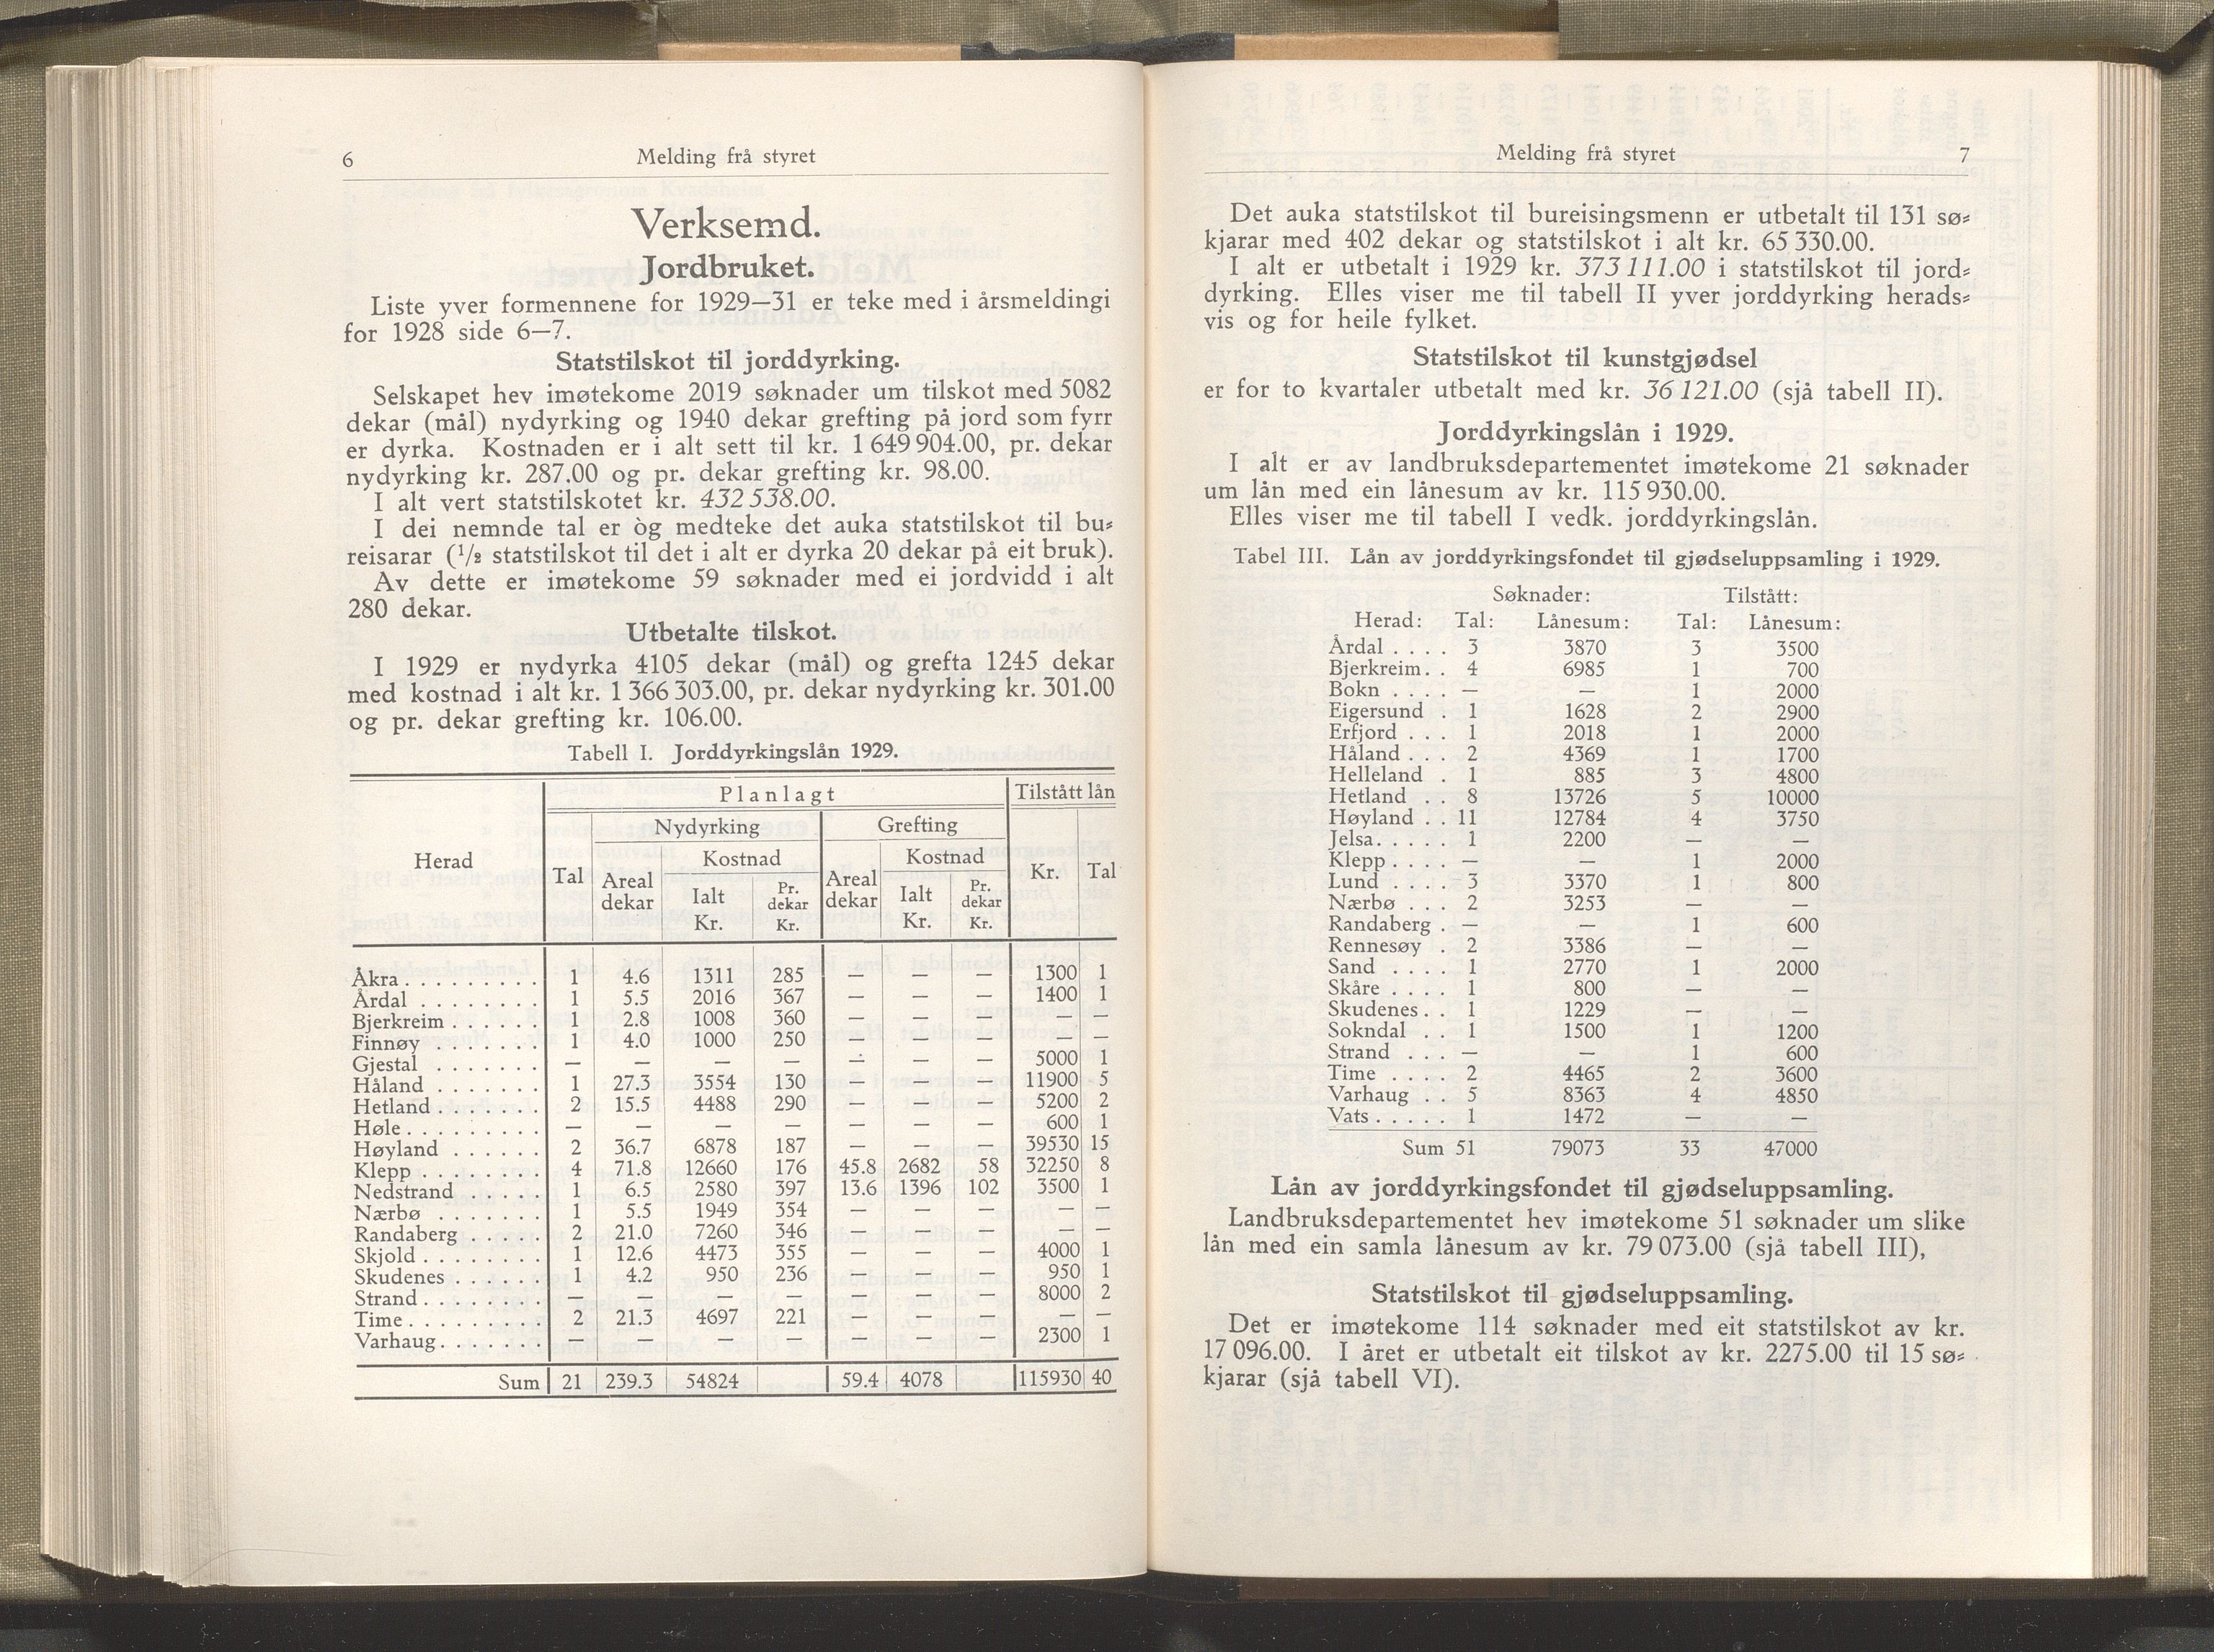 6 Melding frå styret
Verksemd.
Jordbruket.
Liste yver formennene for 1929—31 er teke med i årsmeldingi
for 1928 side 6—7.
Statstilskot til jorddyrking.
Selskapet hev imøtekome 2019 søknader um tilskot med 5082
dekar (mål) nydyrking og 1940 dekar grefting på jord som fyrr
er dyrka. Kostnaden er i alt sett til kr. 1 649 904.00, pr. dekar
nydyrking kr. 287.00 og pr. dekar grefting kr. 98.00.
I alt vert statstilskotet kr. 432 538.00.
I dei nemnde tal er òg medteke det auka statstilskot til bu-
reisarar (1/2 statstilskot til det i alt er dyrka 20 dekar på eit bruk).
Av dette er imøtekome 59 søknader med ei jordvidd i alt
280 dekar.
Utbetalte tilskot.
I 1929 er nydyrka 4105 dekar (mål) og grefta 1245 dekar
med kostnad i alt kr. 1 366 303.00, pr. dekar nydyrking kr. 301.00
og pr. dekar grefting kr. 106.00.
Tabell I. Jorddyrkingslån 1929.
Planlagt Tilstått lån
Nydyrking Grefting
Herad Tal Areal dekar Kostnad Ialt Kr. Pr. dekar Kr. Areal dekar Kostnad Ialt Kr. Pr. dekar Kr. Kr. Tal
Åkra . . . . . . . . . 1 4.6 1311 285 — — — 1300 1
Årdal . . . . . . . . 1 5.5 2016 367 — — — 1400 1
Bjerkreim . . . . . . 1 2.8 1008 360 — — — — —
Finnøy . . . . . . . 1 4.0 1000 250 — — — — —
Gjestal . . . . . . . — — — — — — — 5000 1
Håland . . . . . . . 1 27.3 3554 130 — — — 11900 5
Hetland . . . . . . . 2 15.5 4488 290 — — — 5200 2
Høle . . . . . . . . . — — — — — — — 600 1
Høyland . . . . . . 2 36.7 6878 187 — — — 39530 15
Klepp . . . . . . . . 4 71.8 12660 176 45.8 2682 58 32250 8
Nedstrand . . . . . 1 6.5 2580 397 13.6 1396 102 3500 1
Nærbø . . . . . . . 1 5.5 1949 354 — — — — —
Randaberg . . . . . 2 21.0 7260 346 — — — — —
Skjold . . . . . . . . 1 12.6 4473 355 — — — 4000 1
Skudenes . . . . . . 1 4.2 950 236 — — — 950 1
Strand . . . . . . . . — — — — — — — 8000 2
Time . . . . . . . . . 2 21.3 4697 221 — — — — —
Varhaug . . . . . . . — — — — — — — 2300 1
Sum 21 239.3 54824 59.4 4078 115930 40
Melding frå styret 7
Det auka statstilskot til bureisingsmenn er utbetalt til 131 sø-
kjarar med 402 dekar og statstilskot i alt kr. 65 330.00.
I alt er utbetalt i 1929 kr. 373 111.00 i statstilskot til jord-
dyrking. Elles viser me til tabell II yver jorddyrking herads-
vis og for heile fylket.
Statstilskot til kunstgjødsel
er for to kvartaler utbetalt med kr. 36 121.00 (sjå tabell II).
Jorddyrkingslån i 1929.
I alt er av landbruksdepartementet imøtekome 21 søknader
um lån med ein lånesum av kr. 115 930.00.
Elles viser me til tabell I vedk. jorddyrkingslån.
Tabel III. Lån av jorddyrkingsfondet til gjødseluppsamling i 1929.
Søknader: Tilstått:
Herad: Tal: Lånesum: Tal: Lånesum:
Årdal . . . . 3 3870 3 3500
Bjerkreim . . 4 6985 1 700
Bokn . . . . — — 1 2000
Eigersund . 1 1628 2 2900
Erfjord . . . 1 2018 1 2000
Håland . . . 2 4369 1 1700
Helleland . 1 885 3 4800
Hetland . . 8 13726 5 10000
Høyland . . 11 12784 4 3750
Jelsa . . . . . 1 2200 — —
Klepp . . . . — — 1 2000
Lund . . . . 3 3370 1 800
Nærbø . . . 2 3253 — —
Randaberg . — — 1 600
Rennesøy . 2 3386 — —
Sand . . . . 1 2770 1 2000
Skåre . . . . 1 800 — —
Skudenes . . 1 1229 — —
Sokndal . . 1 1500 1 1200
Strand . . . — — 1 600
Time . . . . 2 4465 2 3600
Varhaug . . 5 8363 4 4850
Vats . . . . . 1 1472 — —
Sum 51 79073 33 47000
Lån av jorddyrkingsfondet til gjødseluppsamling.
Landbruksdepartementet hev imøtekome 51 søknader um slike
lån med ein samla lånesum av kr. 79 073.00 (sjå tabell III),
Statstilskot til gjødseluppsamling.
Det er imøtekome 114 søknader med eit statstilskot av kr.
17 096.00. I året er utbetalt eit tilskot av kr. 2275.00 til 15 sø-
kjarar (sjå tabell VI).